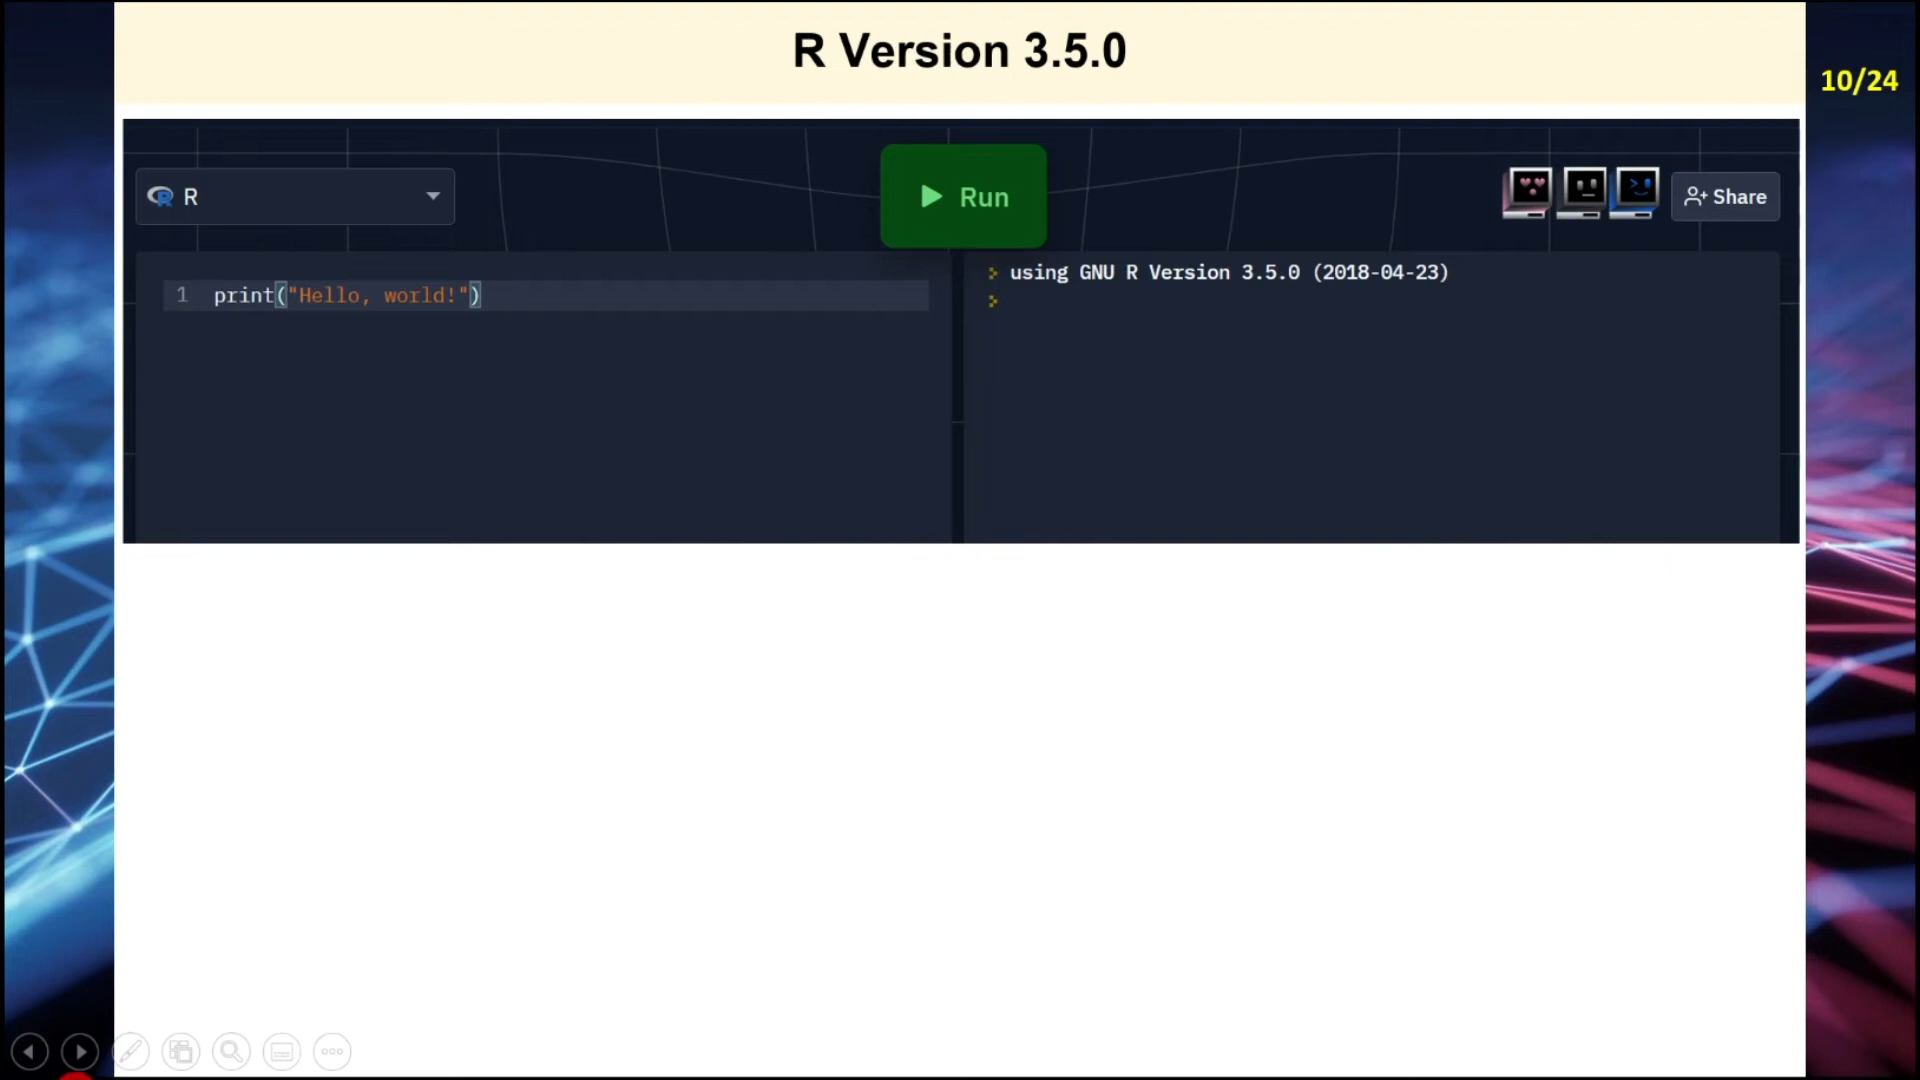 R Version 3.5.0
10/24
R
Run
Share
1 print("Hello, world!")
using GNU R Version 3.5.0 (2018-04-23)